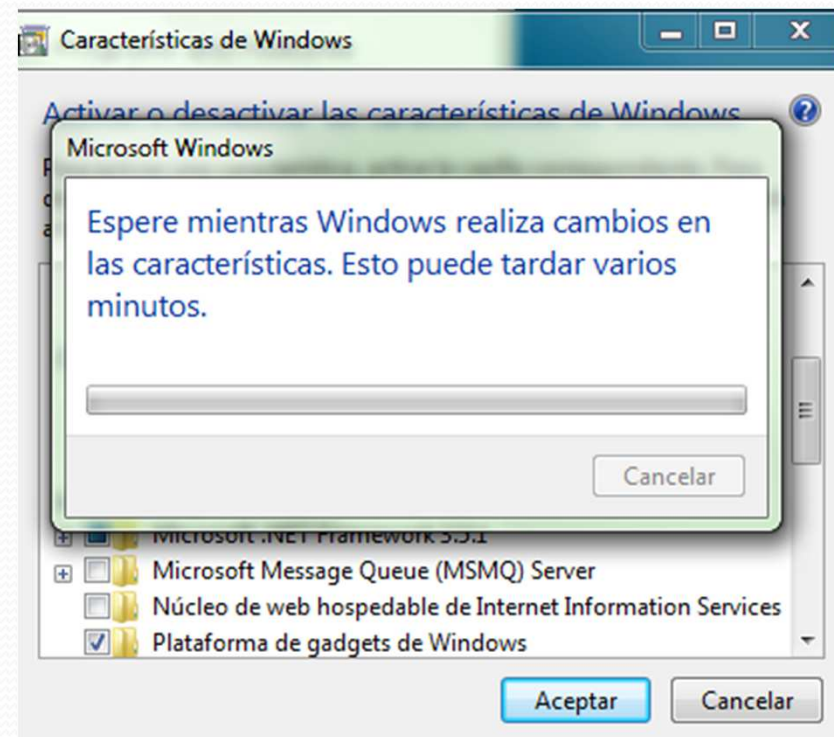 Características de Windows
Activar o desactivar las características de Windows
Microsoft Windows
Espere mientras Windows realiza cambios en
las características. Esto puede tardar varios
minutos.
Cancelar
Microsoft .NET Framework 3.5.1
Microsoft Message Queue (MSMQ) Server
Núcleo de web hospedable de Internet Information Services
Plataforma de gadgets de Windows
Aceptar
Cancelar